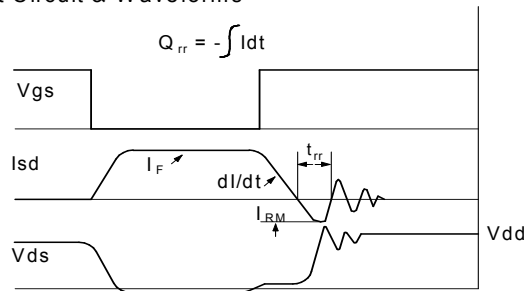 t Circuit & Waveforms
Q rr = - ∫ Idt
Vgs
Isd
I F
t rr
dI/dt
I RM
Vds
Vdd